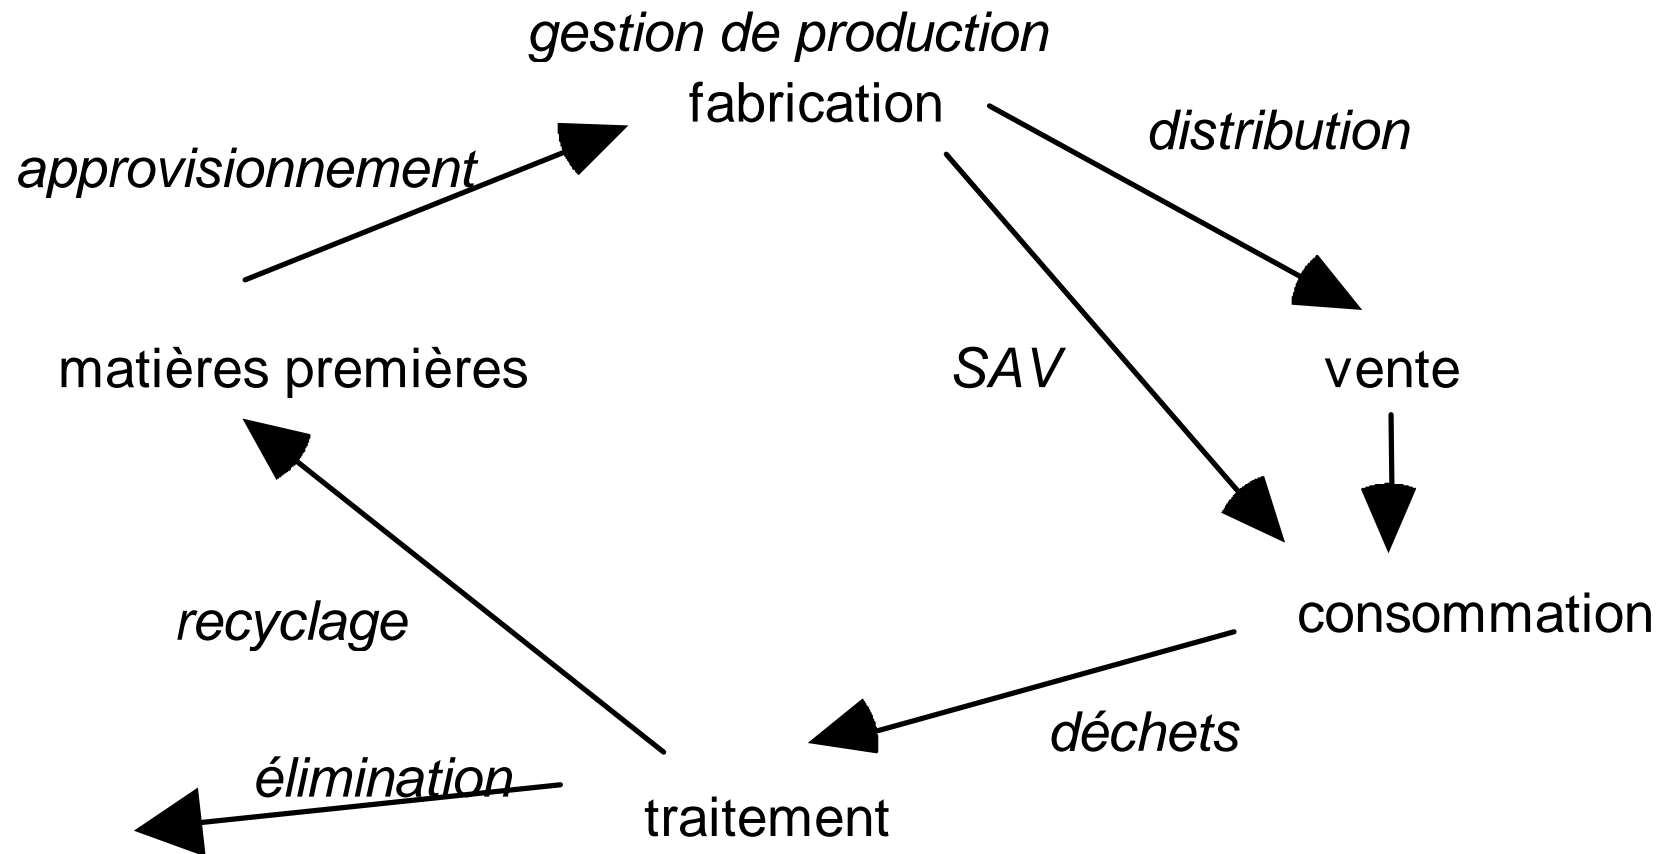 gestion de production
fabrication
distribution
approvisionnement
matières premières
SAV
vente
recyclage
consommation
déchets
élimination
traitement